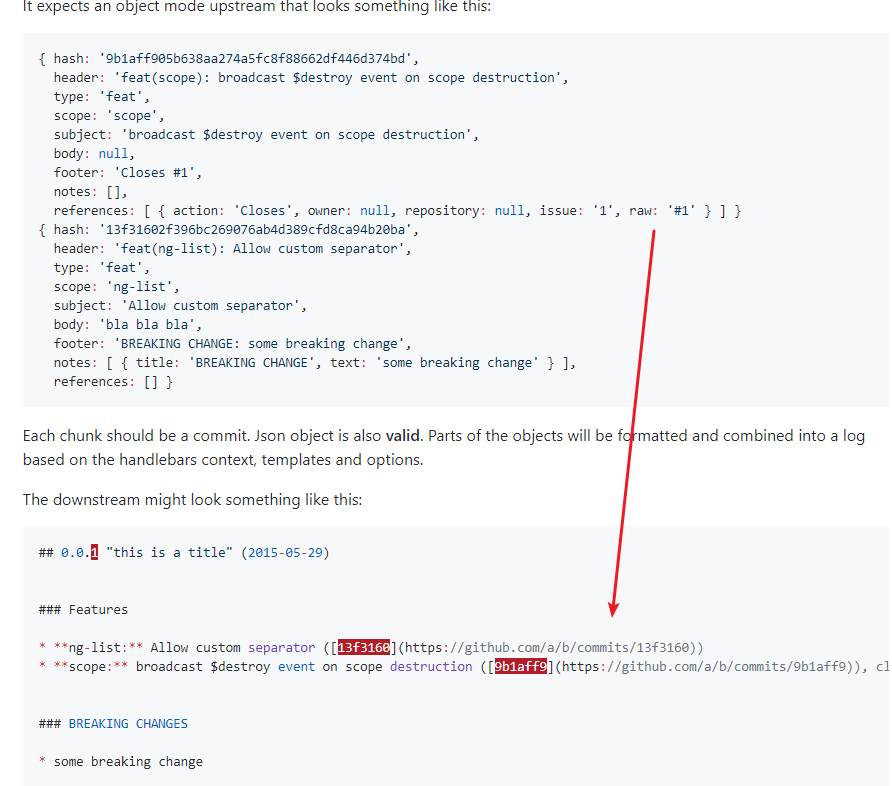 It expects an object mode upstream that looks something like this:
{ hash: '9b1aff905b638aa274a5fc8f88662df446d374bd',
header: 'feat(scope): broadcast $destroy event on scope destruction',
type: 'feat',
scope: 'scope',
subject: 'broadcast $destroy event on scope destruction',
body: null,
footer: 'Closes #1',
notes: [],
references: [ { action: 'Closes', owner: null, repository: null, issue: '1', raw: '#1' } ] }
{ hash: '13f31602f396bc269076ab4d389cfd8ca94b20ba',
header: 'feat(ng-list): Allow custom separator',
type: 'feat',
scope: 'ng-list',
subject: 'Allow custom separator',
body: 'bla bla bla',
footer: 'BREAKING CHANGE: some breaking change',
notes: [ { title: 'BREAKING CHANGE', text: 'some breaking change' } ],
references: [] }
Each chunk should be a commit. Json object is also valid. Parts of the objects will be formatted and combined into a log
based on the handlebars context, templates and options.
The downstream might look something like this:
## 0.0.1 "this is a title" (2015-05-29)
### Features
* **ng-list:** Allow custom separator ([13f3160](https://github.com/a/b/commits/13f3160))
* **scope:** broadcast $destroy event on scope destruction ([9b1aff9](https://github.com/a/b/commits/9b1aff9)), cl
### BREAKING CHANGES
* some breaking change